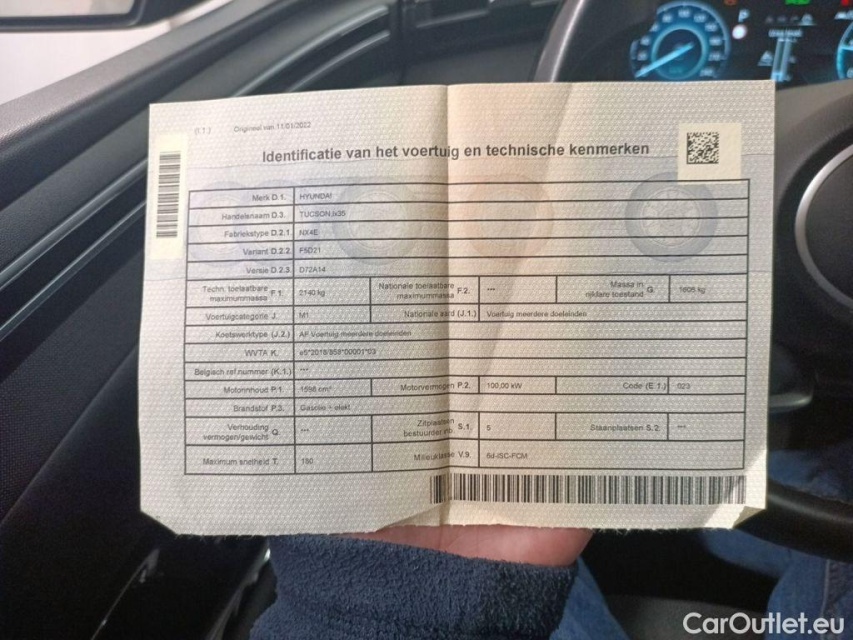 (I.1.) Origineel van 11/01/2022
Identificatie van het voertuig en technische kenmerken
Merk D.1. HYUNDAI
Handelsnaam D.3. TUCSON,ix35
Fabriekstype D.2.1. NX4E
Variant D.2.2. F5D21
Versie D.2.3. D72A14
Techn. toelaatbare maximummassa F.1. 2140 kg Nationale toelaatbare maximummassa F.2. --- Massa in rijklare toestand G. 1605 kg
Voertuigcategorie J. M1 Nationale aard (J.1.) Voertuig meerdere doeleinden
Koetswerktype (J.2.) AF Voertuig meerdere doeleinden
WVTA K. e5*2018/858*00001*03
Belgisch ref.nummer (K.1.) ---
Motorinhoud P.1. 1598 cm³ Motorvermogen P.2. 100,00 kW Code (E.1.) 023
Brandstof P.3. Gasolie + elekt
Verhouding vermogen/gewicht Q. --- Zitplaatsen bestuurder inb. S.1. 5 Staanplaatsen S.2. ---
Maximum snelheid T. 180 Milieuklasse V.9. 6d-ISC-FCM
CarOutlet.eu